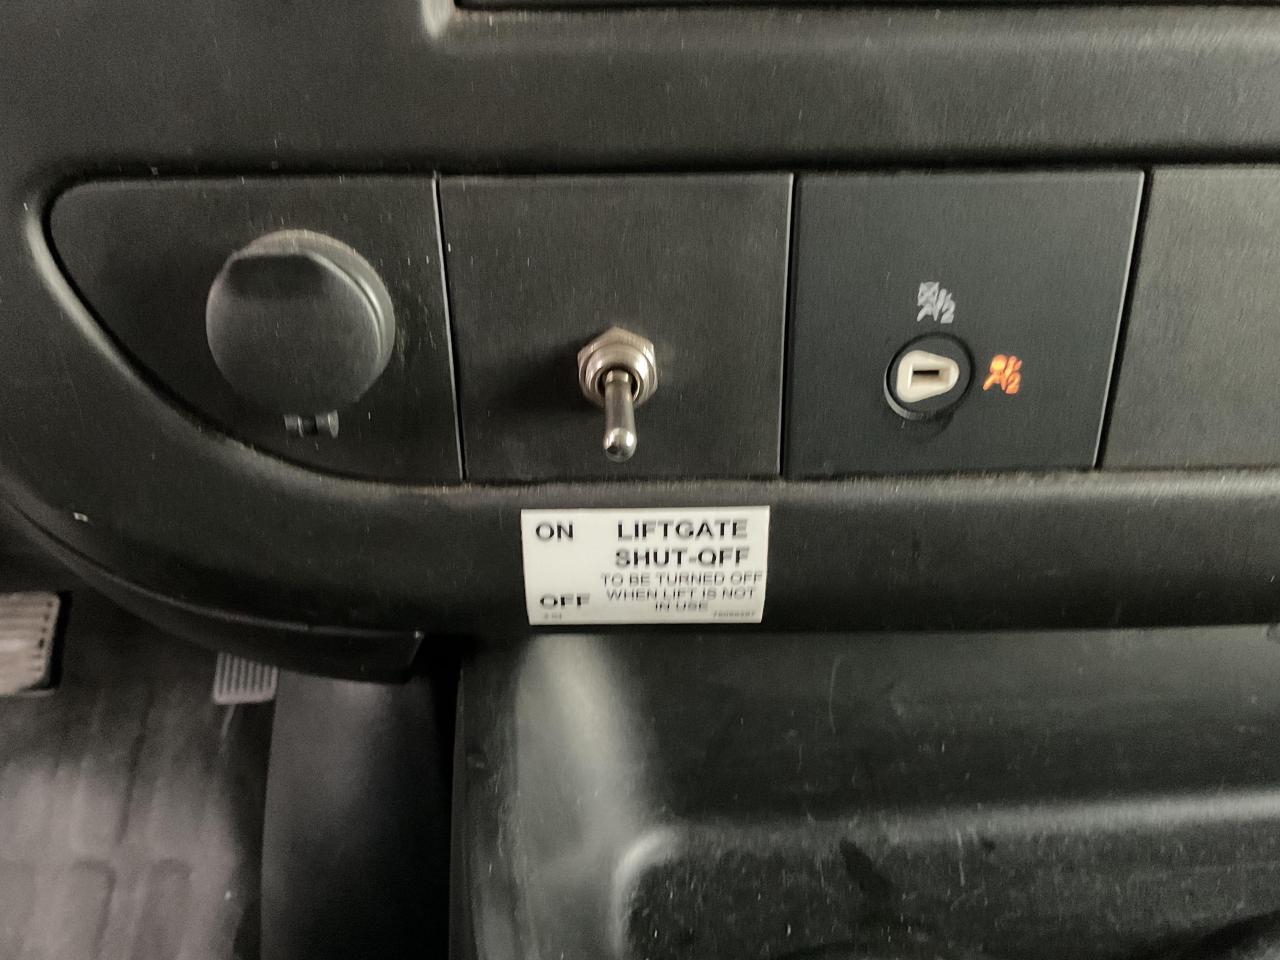 ON LIFTGATE
SHUT-OFF
TO BE TURNED OFF
WHEN LIFT IS NOT
OFF IN USE